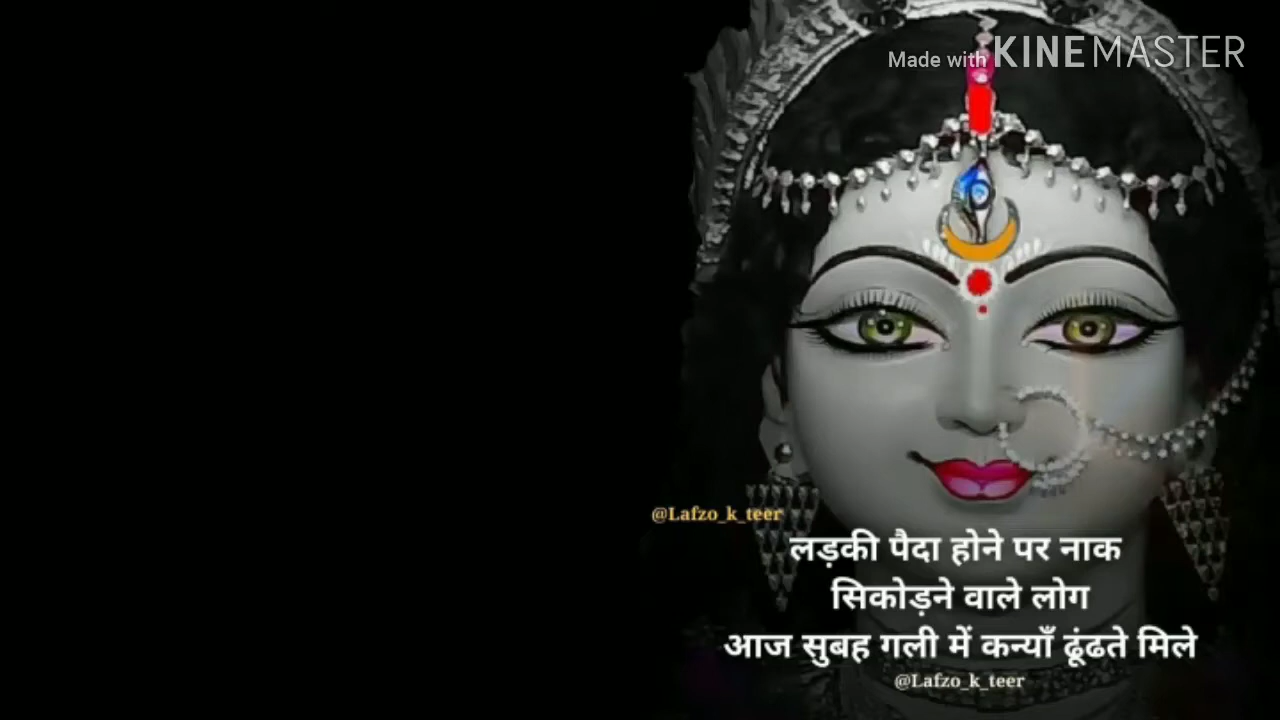 Made with KINEMASTER
@Lafzo_k_teer
लड़की पैदा होने पर नाक
सिकोड़ने वाले लोग
आज सुबह गली में कन्याँ ढूंढते मिले
@Lafzo_k_teer